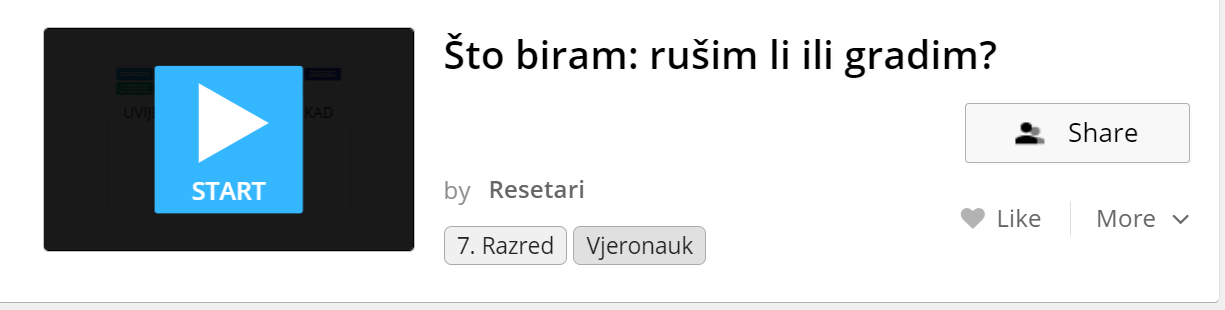 Što biram: rušim li ili gradim?
START
Share
by Resetari
Like
More
7. Razred
Vjeronauk